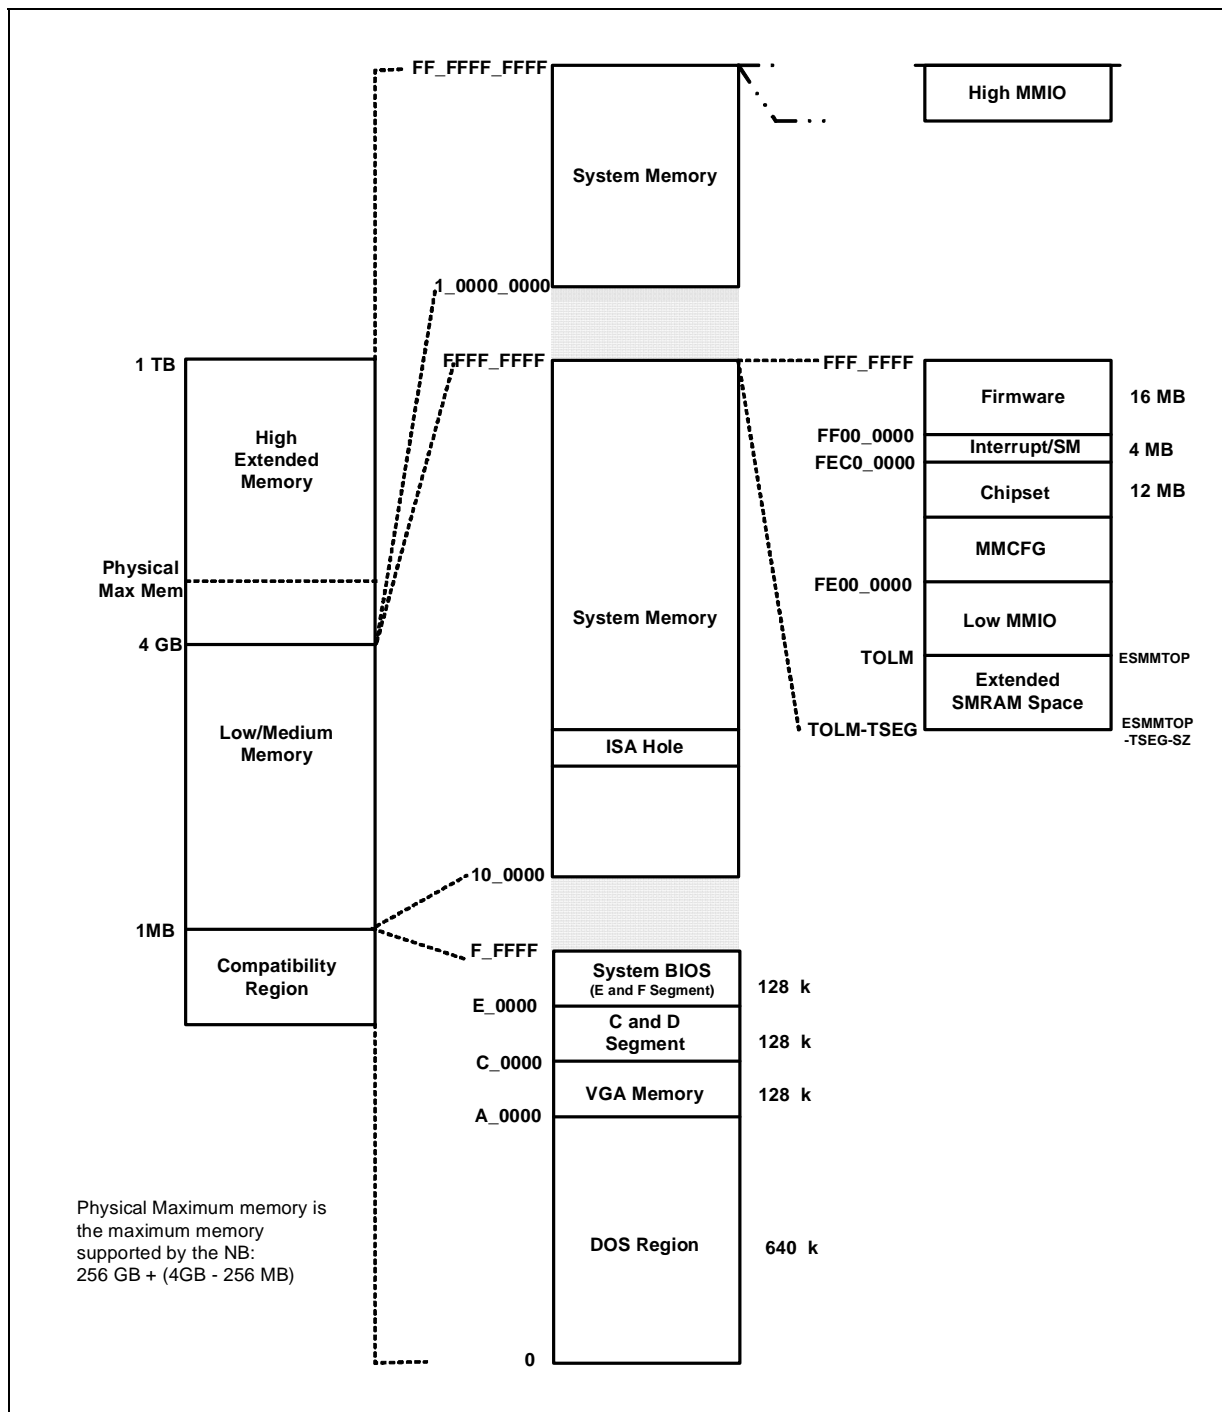 FF_FFFF_FFFF
High MMIO
System Memory
1_0000_0000
1 TB
FFFF_FFFF
FFF_FFFF
Firmware
16 MB
High
Extended
Memory
FF00_0000
Interrupt/SM
4 MB
FEC0_0000
Chipset
12 MB
MMCFG
Physical
Max Mem
FE00_0000
System Memory
Low MMIO
4 GB
TOLM
ESMMTOP
Extended
SMRAM Space
Low/Medium
Memory
TOLM-TSEG
ESMMTOP
-TSEG-SZ
ISA Hole
10_0000
1MB
F_FFFF
Compatibility
Region
System BIOS
(E and F Segment)
128 k
E_0000
C and D
Segment
128 k
C_0000
VGA Memory
128 k
A_0000
Physical Maximum memory is
the maximum memory
supported by the NB:
256 GB + (4GB - 256 MB)
DOS Region
640 k
0